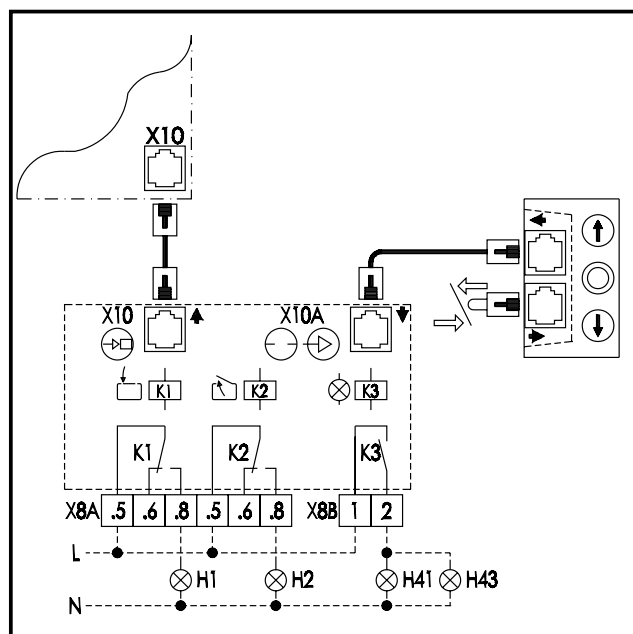 X10
X10 X10A
K1 K2 K3
K1 K2 K3
X8A .5 .6 .8 .5 .6 .8 X8B 1 2
L
H1 H2 H41 H43
N